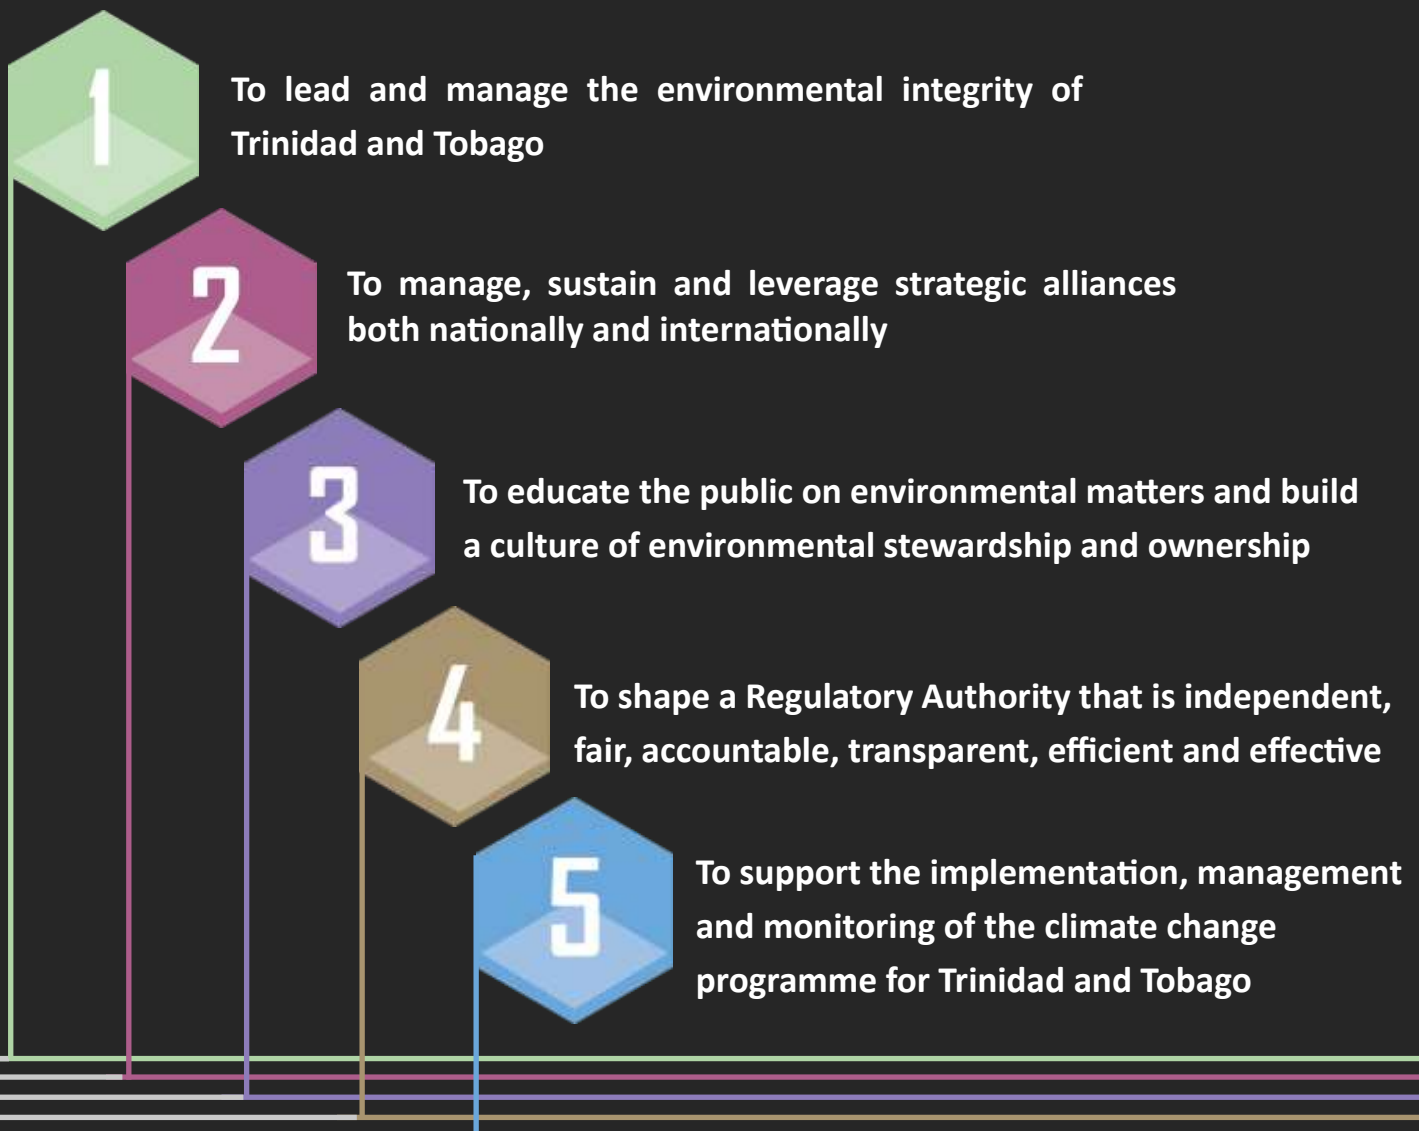 1
To lead and manage the environmental integrity of
Trinidad and Tobago
2
To manage, sustain and leverage strategic alliances
both nationally and internationally
3
To educate the public on environmental matters and build
a culture of environmental stewardship and ownership
4
To shape a Regulatory Authority that is independent,
fair, accountable, transparent, efficient and effective
5
To support the implementation, management
and monitoring of the climate change
programme for Trinidad and Tobago